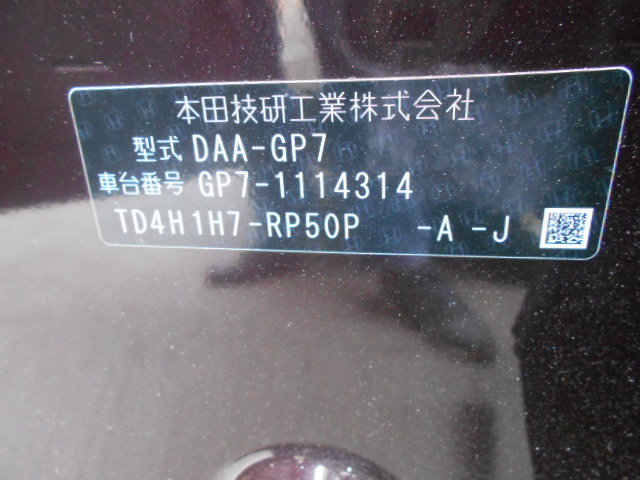 本田技研工業株式会社
型式 DAA-GP7
車台番号 GP7-1114314
TD4H1H7-RP50P -A -J